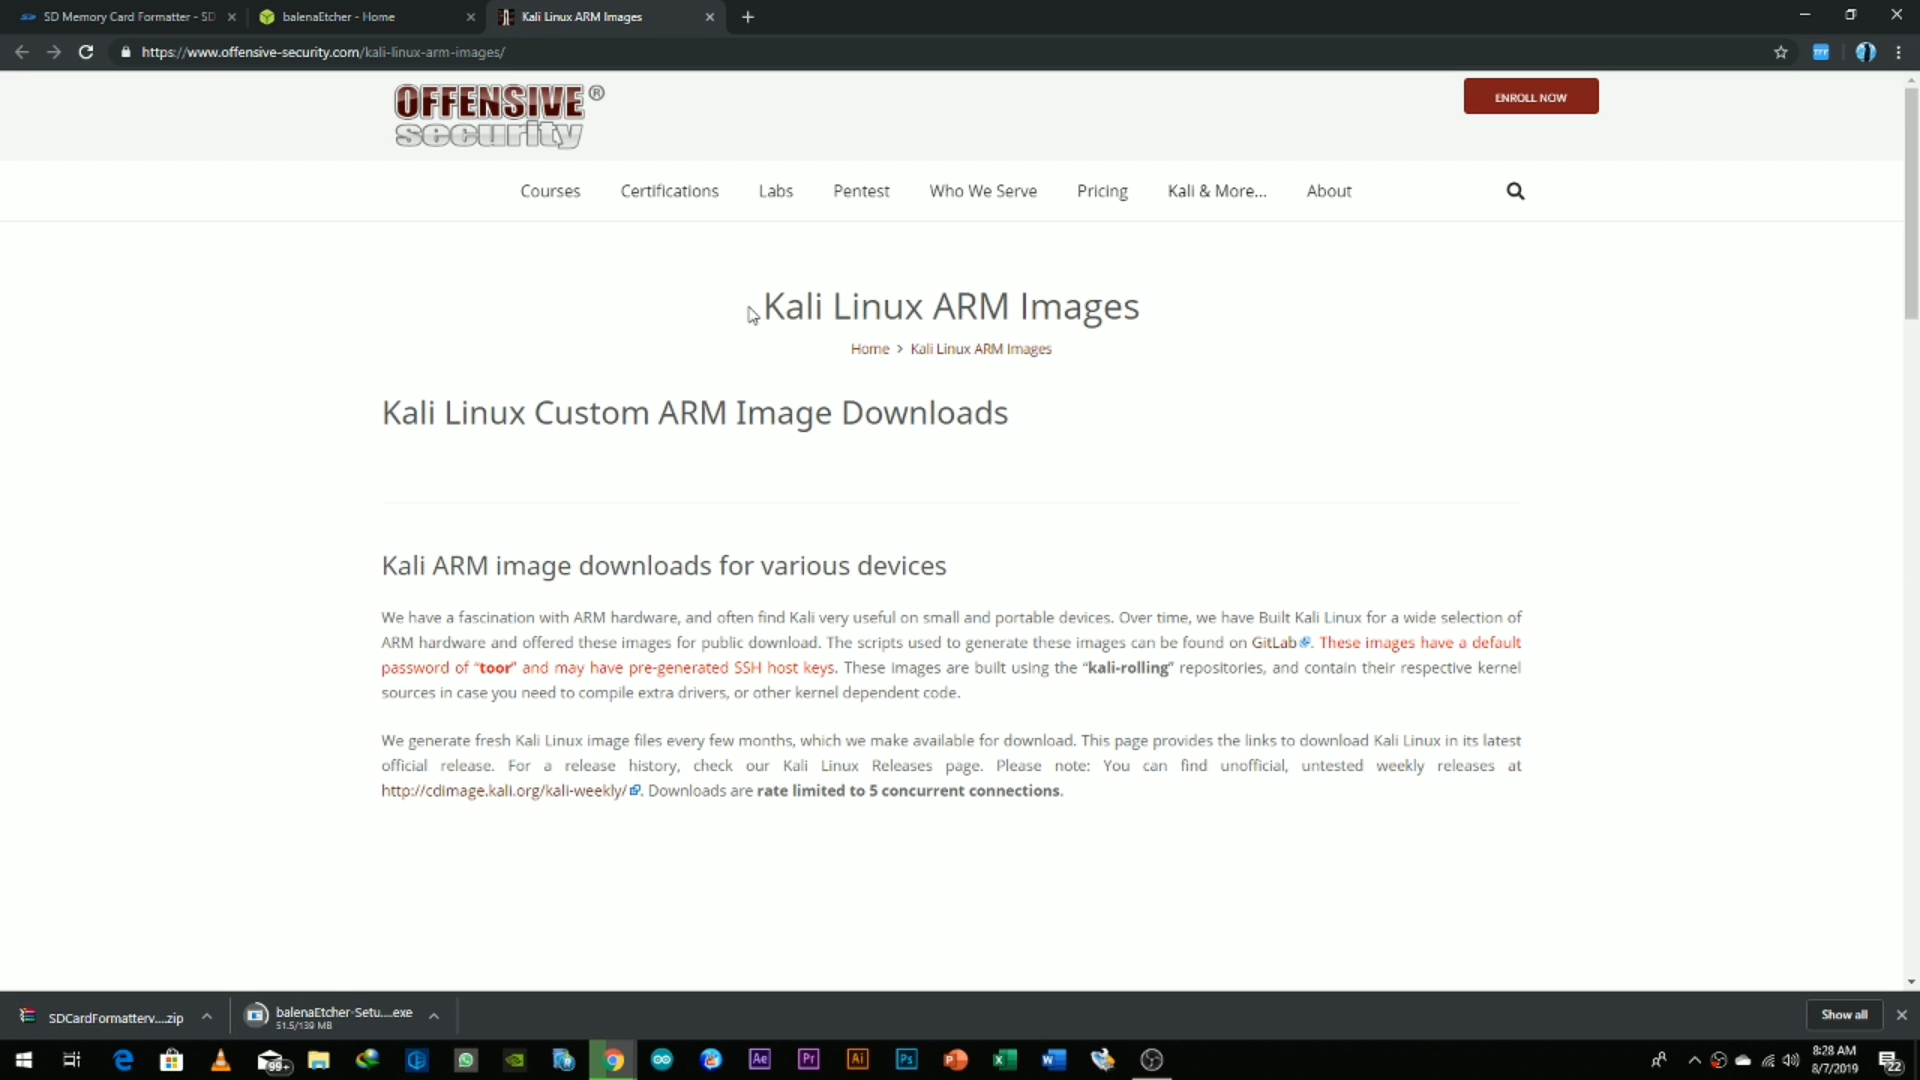 SD Memory Card Formatter - SD
balenaEtcher - Home
Kali Linux ARM Images
https://www.offensive-security.com/kali-linux-arm-images/
OFFENSIVE®
security
ENROLL NOW
Courses Certifications Labs Pentest Who We Serve Pricing Kali & More... About
Kali Linux ARM Images
Home > Kali Linux ARM Images
Kali Linux Custom ARM Image Downloads
Kali ARM image downloads for various devices
We have a fascination with ARM hardware, and often find Kali very useful on small and portable devices. Over time, we have Built Kali Linux for a wide selection of
ARM hardware and offered these images for public download. The scripts used to generate these images can be found on GitLab. These images have a default
password of “toor” and may have pre-generated SSH host keys. These images are built using the “kali-rolling” repositories, and contain their respective kernel
sources in case you need to compile extra drivers, or other kernel dependent code.
We generate fresh Kali Linux image files every few months, which we make available for download. This page provides the links to download Kali Linux in its latest
official release. For a release history, check our Kali Linux Releases page. Please note: You can find unofficial, untested weekly releases at
http://cdimage.kali.org/kali-weekly/. Downloads are rate limited to 5 concurrent connections.
SDCardFormatterv....zip
balenaEtcher-Setu....exe
51.5/139 MB
Show all
99+
Ae Pr Ai Ps
8:28 AM
8/7/2019
22